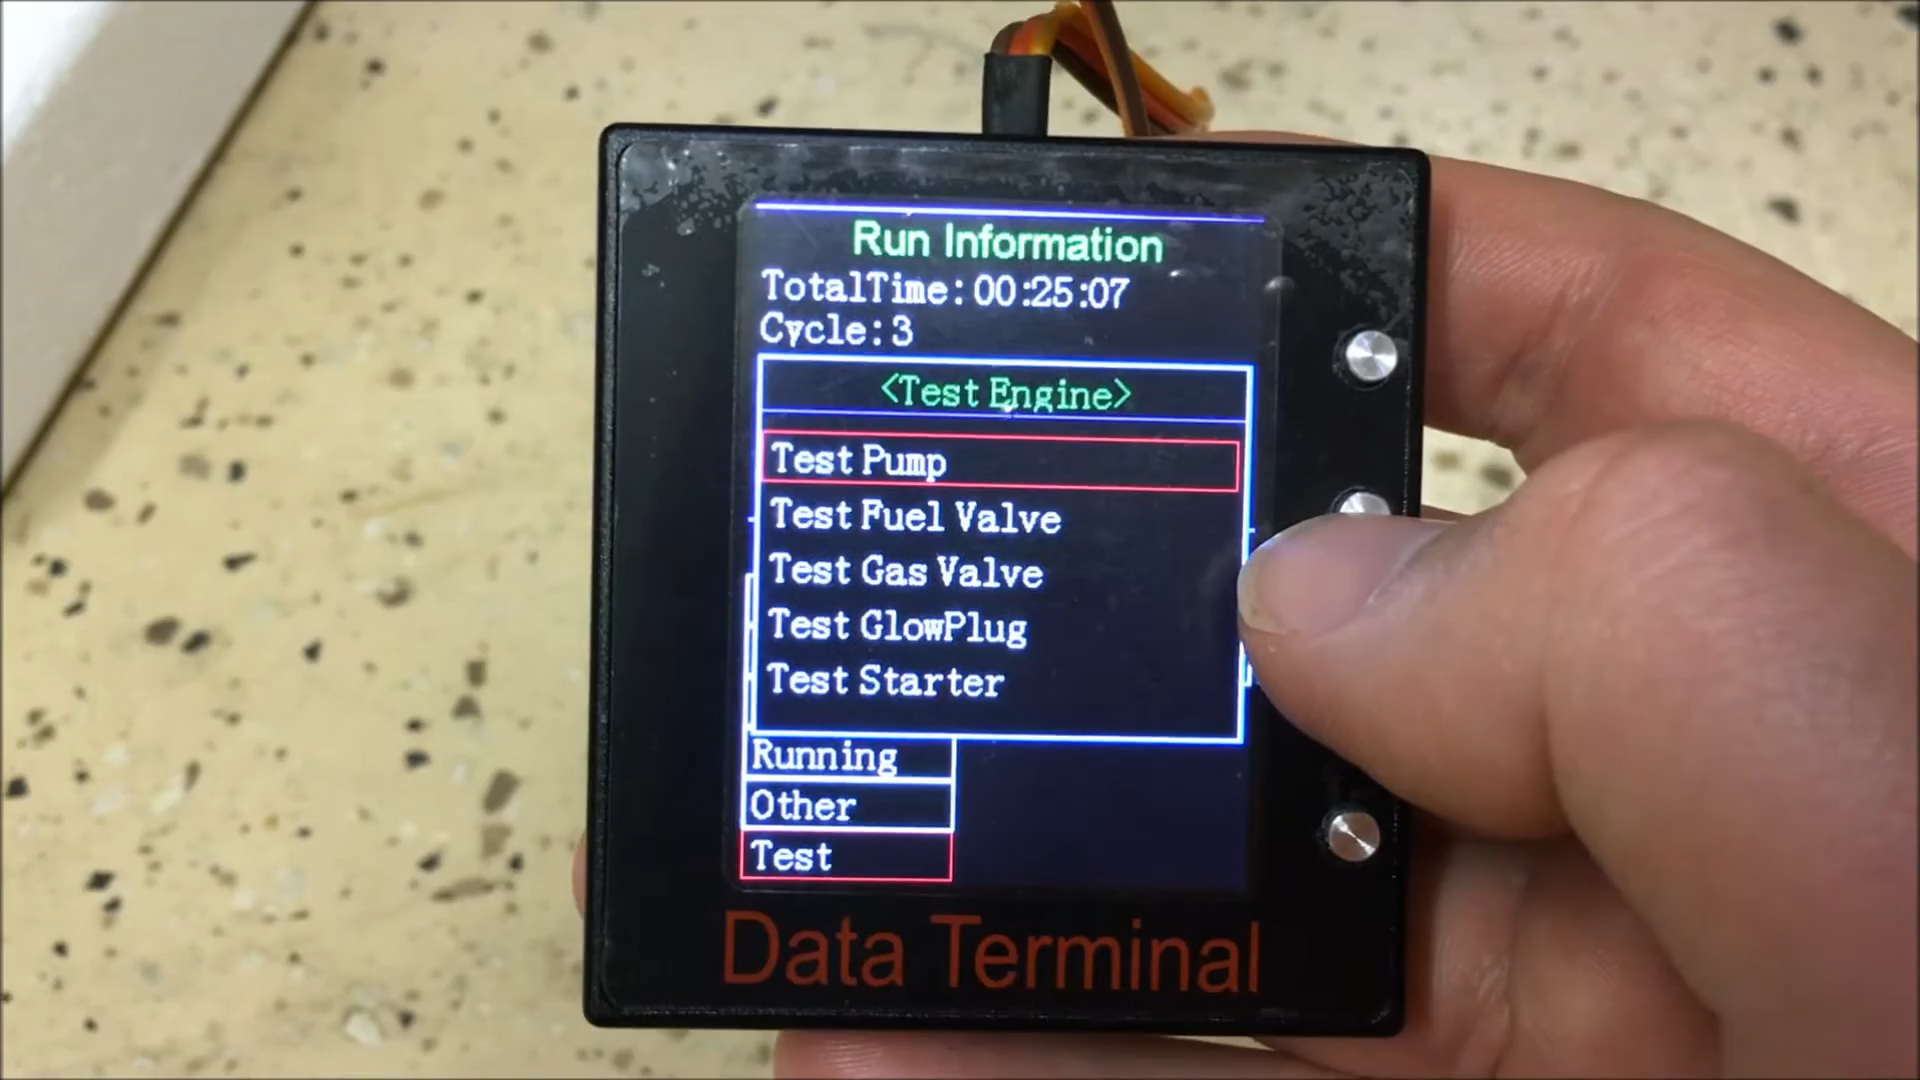 Run Information
TotalTime:00:25:07
Cycle:3
<Test Engine>
Test Pump
Test Fuel Valve
Test Gas Valve
Test GlowPlug
Test Starter
Running
Other
Test
Data Terminal